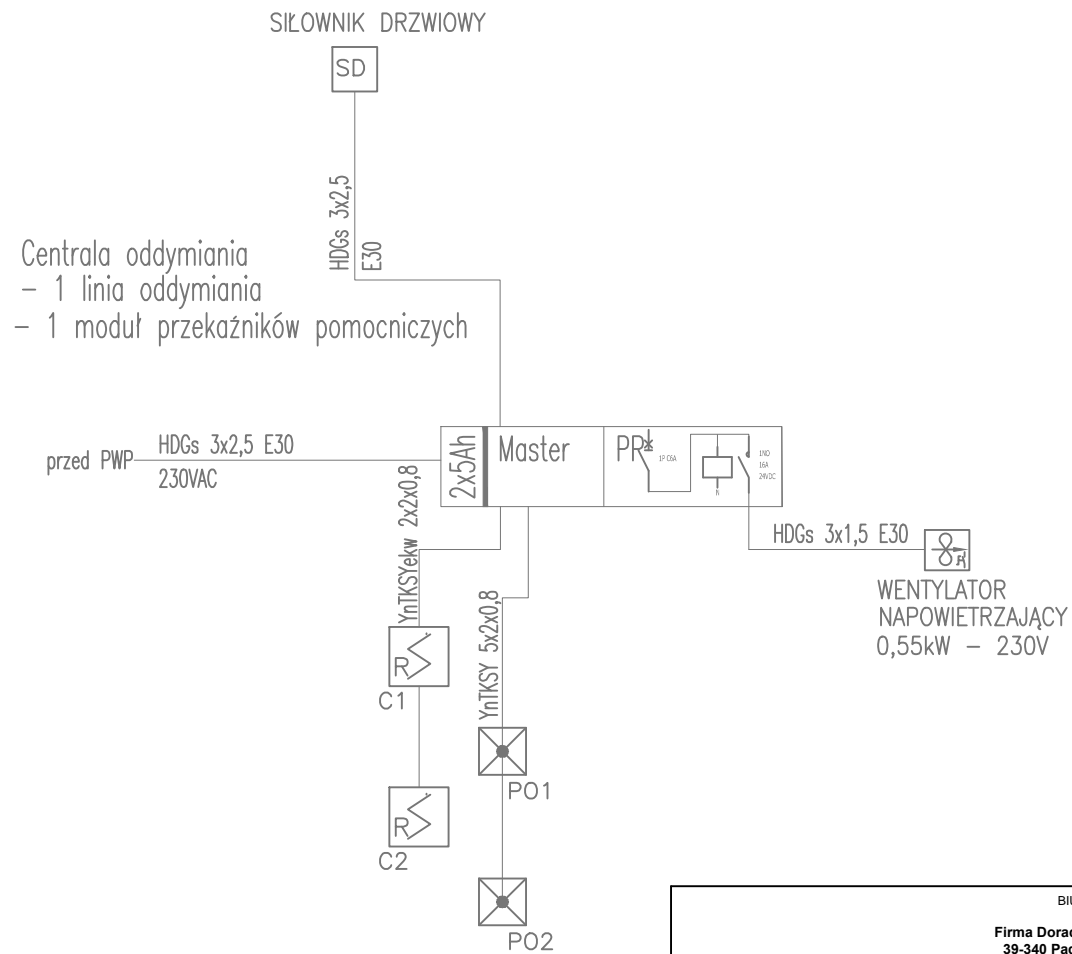 SIŁOWNIK DRZWIOWY
SD
HDGs 3x2,5
E30
Centrala oddymiania
- 1 linia oddymiania
- 1 moduł przekaźników pomocniczych
przed PWP
HDGs 3x2,5 E30
230VAC
2x5Ah
Master
PR
1P C6A
N
1NO
16A
24VDC
YnTKSYekw 2x2x0,8
YnTKSY 5x2x0,8
HDGs 3x1,5 E30
WENTYLATOR
NAPOWIETRZAJĄCY
0,55kW - 230V
R
C1
R
C2
PO1
PO2
BIU
Firma Dorad
39-340 Pad